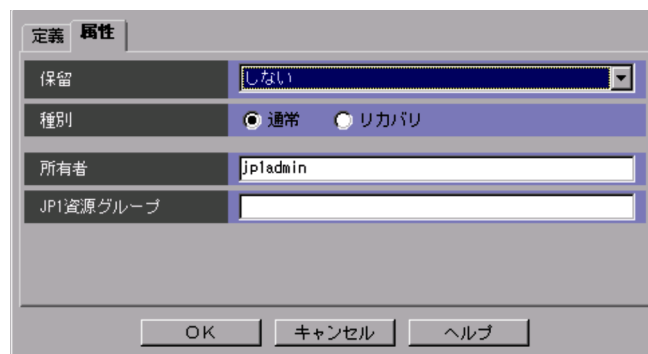 定義 属性
保留 しない
種別 通常 リカバリ
所有者 jp1admin
JP1資源グループ
OK キャンセル ヘルプ